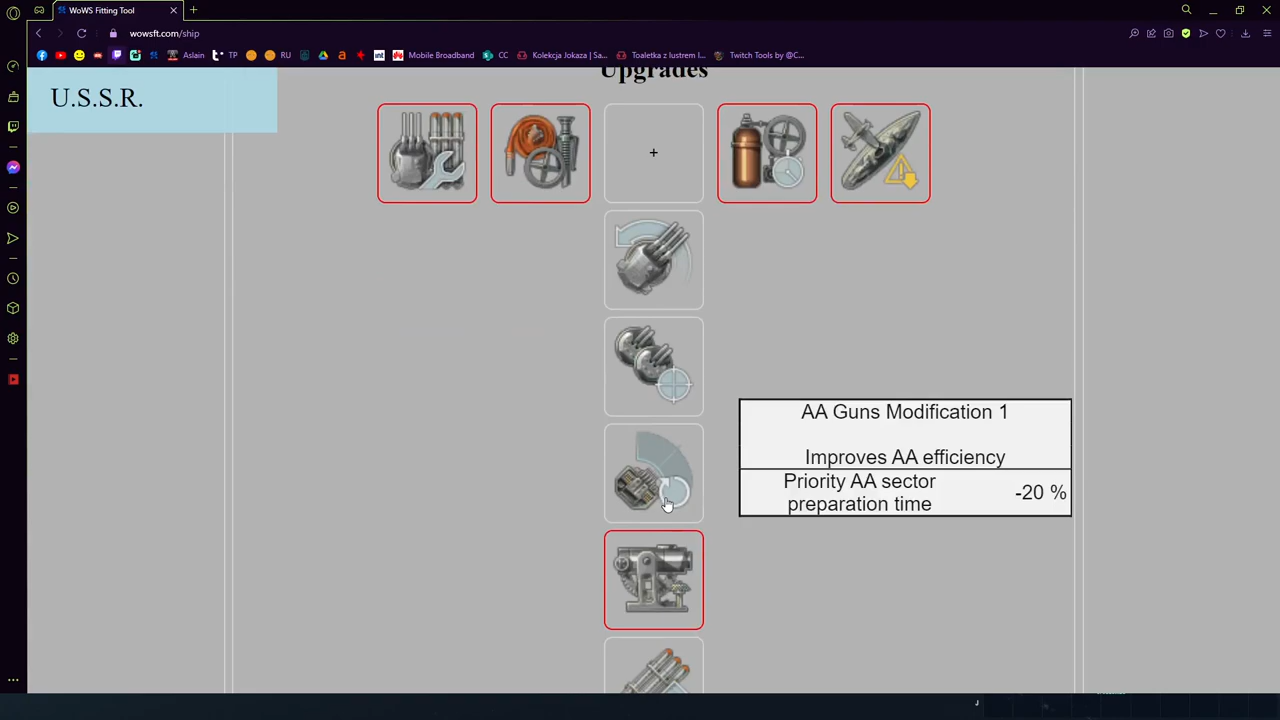 WoWS Fitting Tool
wowsft.com/ship
Aslain
TP
RU
Mobile Broadband
CC
Kolekcja Jokaza | Sa...
Toaletka z lustrem I...
Twitch Tools by @C...
Upgrades
U.S.S.R.
+
AA Guns Modification 1
Improves AA efficiency
Priority AA sector
preparation time
-20 %